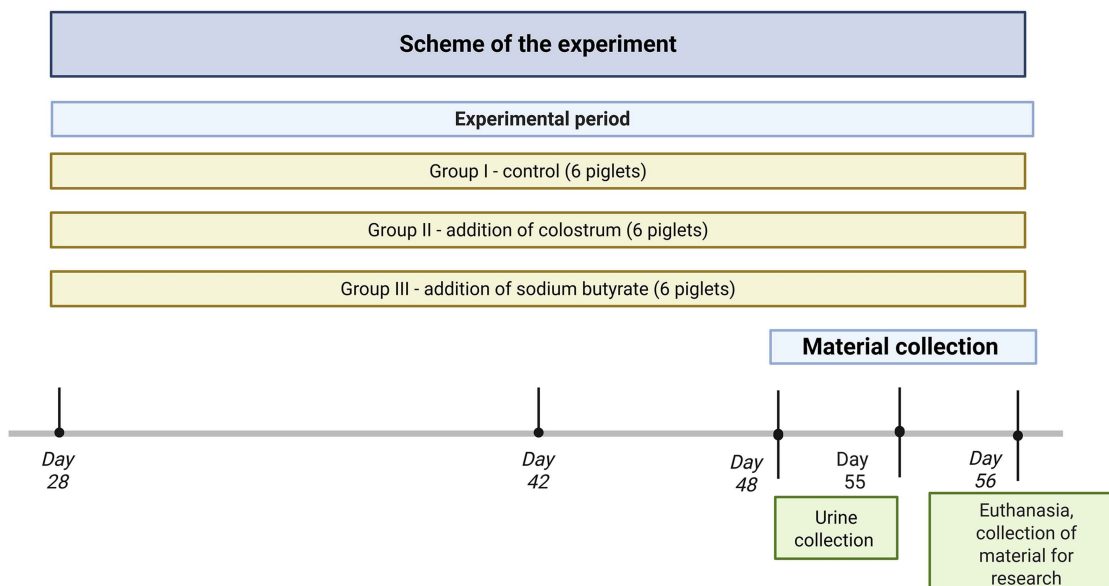 Scheme of the experiment
Experimental period
Group I - control (6 piglets)
Group II - addition of colostrum (6 piglets)
Group III - addition of sodium butyrate (6 piglets)
Material collection
Day
28
Day
42
Day
48
Day
55
Day
56
Urine
collection
Euthanasia,
collection of
material for
research